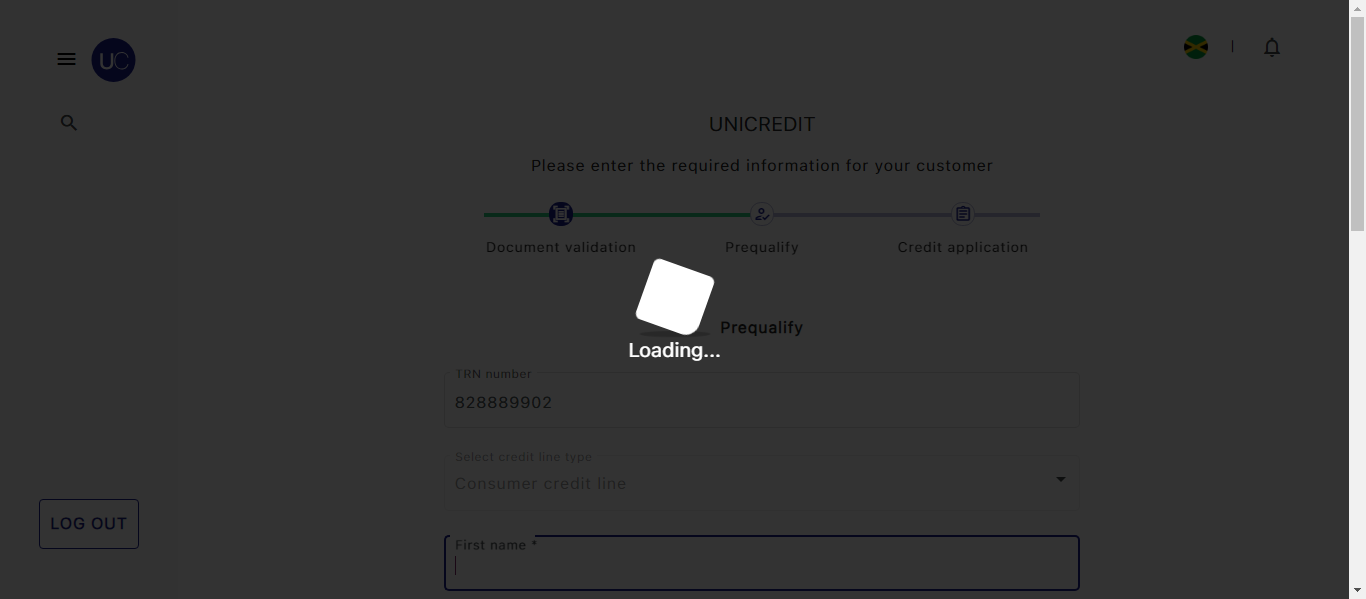 UC
UNICREDIT
Please enter the required information for your customer
Document validation
Prequalify
Credit application
Prequalify
Loading...
TRN number
828889902
Select credit line type
Consumer credit line
LOG OUT
First name *